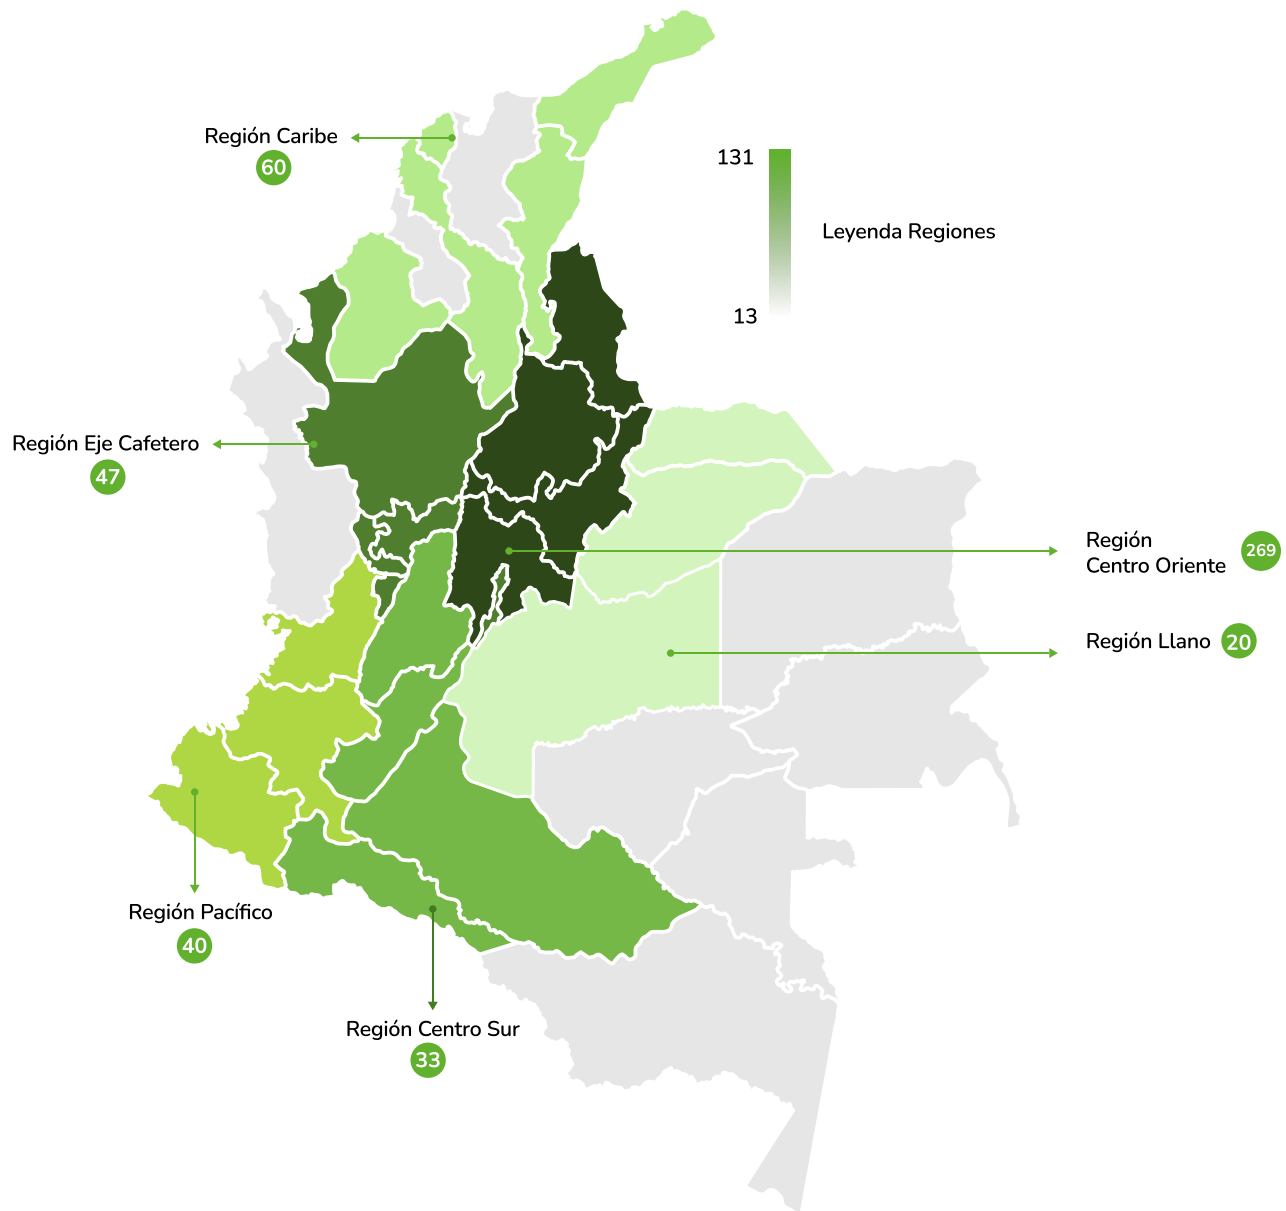 Región Caribe
60
131
Leyenda Regiones
13
Región Eje Cafetero
47
Región
Centro Oriente
269
Región Llano
20
Región Pacífico
40
Región Centro Sur
33